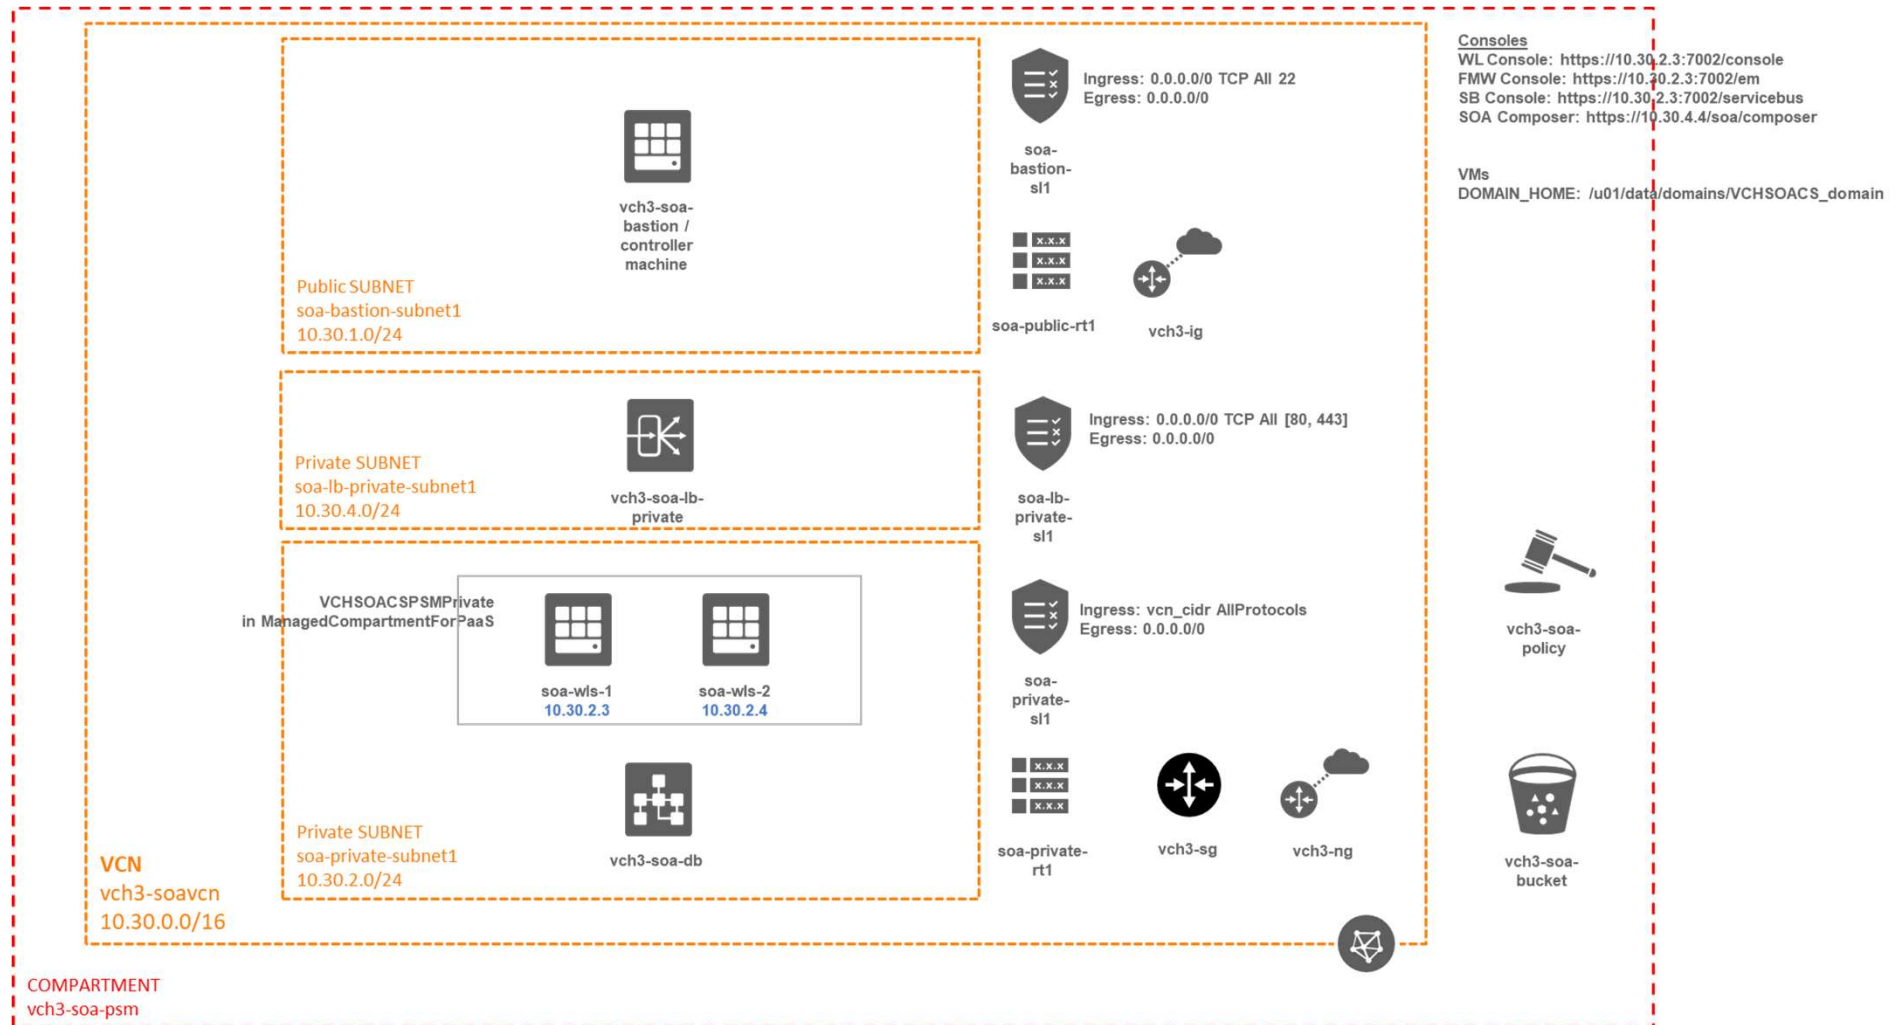 Consoles
WL Console: https://10.30.2.3:7002/console
FMW Console: https://10.30.2.3:7002/em
SB Console: https://10.30.2.3:7002/servicebus
SOA Composer: https://10.30.4.4/soa/composer
VMs
DOMAIN_HOME: /u01/data/domains/VCHSOACS_domain
Ingress: 0.0.0.0/0 TCP All 22
Egress: 0.0.0.0/0
soa-
bastion-
sl1
vch3-soa-
bastion /
controller
machine
x.x.x
x.x.x
x.x.x
soa-public-rt1
vch3-ig
Public SUBNET
soa-bastion-subnet1
10.30.1.0/24
Ingress: 0.0.0.0/0 TCP All [80, 443]
Egress: 0.0.0.0/0
Private SUBNET
soa-lb-private-subnet1
10.30.4.0/24
vch3-soa-lb-
private
soa-lb-
private-
sl1
VCHSOACSPSMPrivate
in ManagedCompartmentForPaaS
soa-wls-1
10.30.2.3
soa-wls-2
10.30.2.4
Ingress: vcn_cidr AllProtocols
Egress: 0.0.0.0/0
soa-
private-
sl1
vch3-soa-
policy
x.x.x
x.x.x
x.x.x
soa-private-
rt1
vch3-sg
vch3-ng
vch3-soa-
bucket
Private SUBNET
soa-private-subnet1
10.30.2.0/24
vch3-soa-db
VCN
vch3-soavcn
10.30.0.0/16
COMPARTMENT
vch3-soa-psm